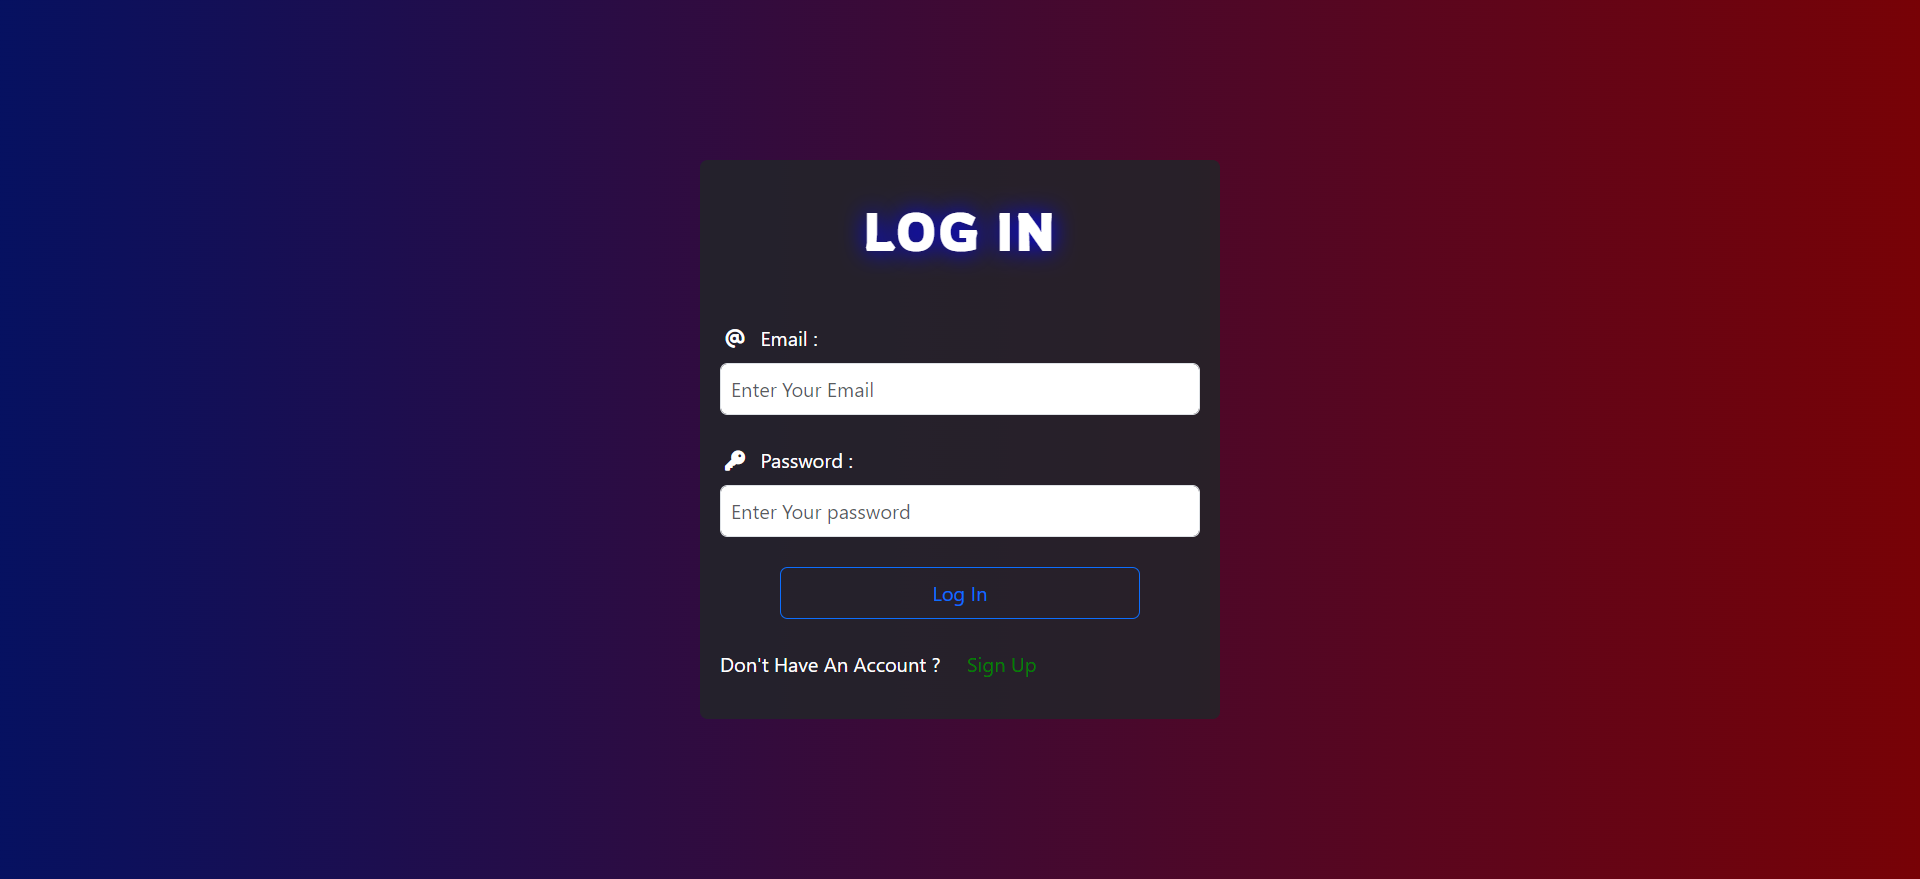 LOG IN
@ Email :
Enter Your Email
Password :
Enter Your password
Log In
Don't Have An Account ? Sign Up